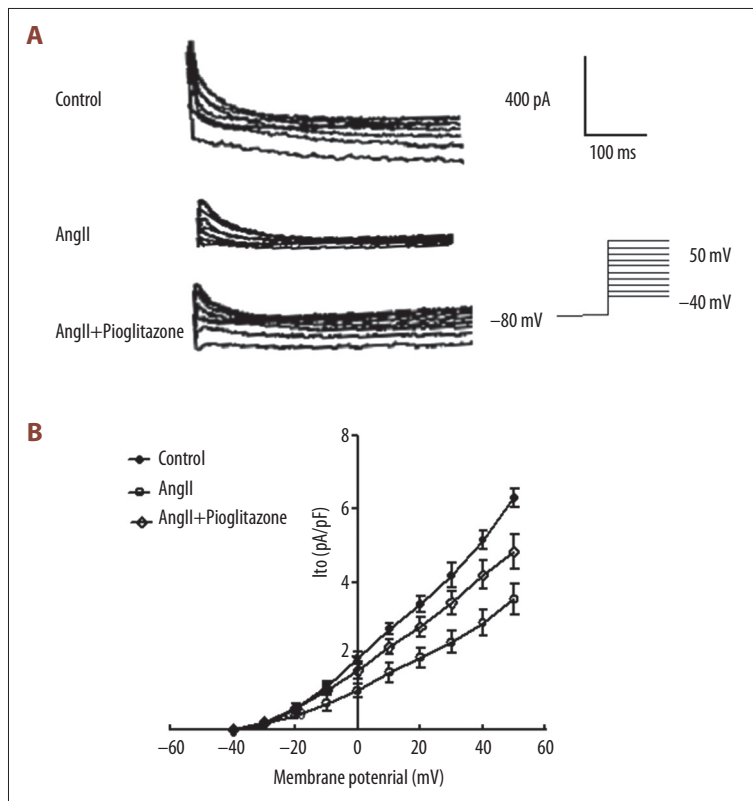 A
Control
400 pA
100 ms
AngII
50 mV
−40 mV
−80 mV
AngII+Pioglitazone
B
Control
AngII
AngII+Pioglitazone
8
6
4
2
Ito (pA/pF)
−60 −40 −20 0 20 40 60
Membrane potenrial (mV)